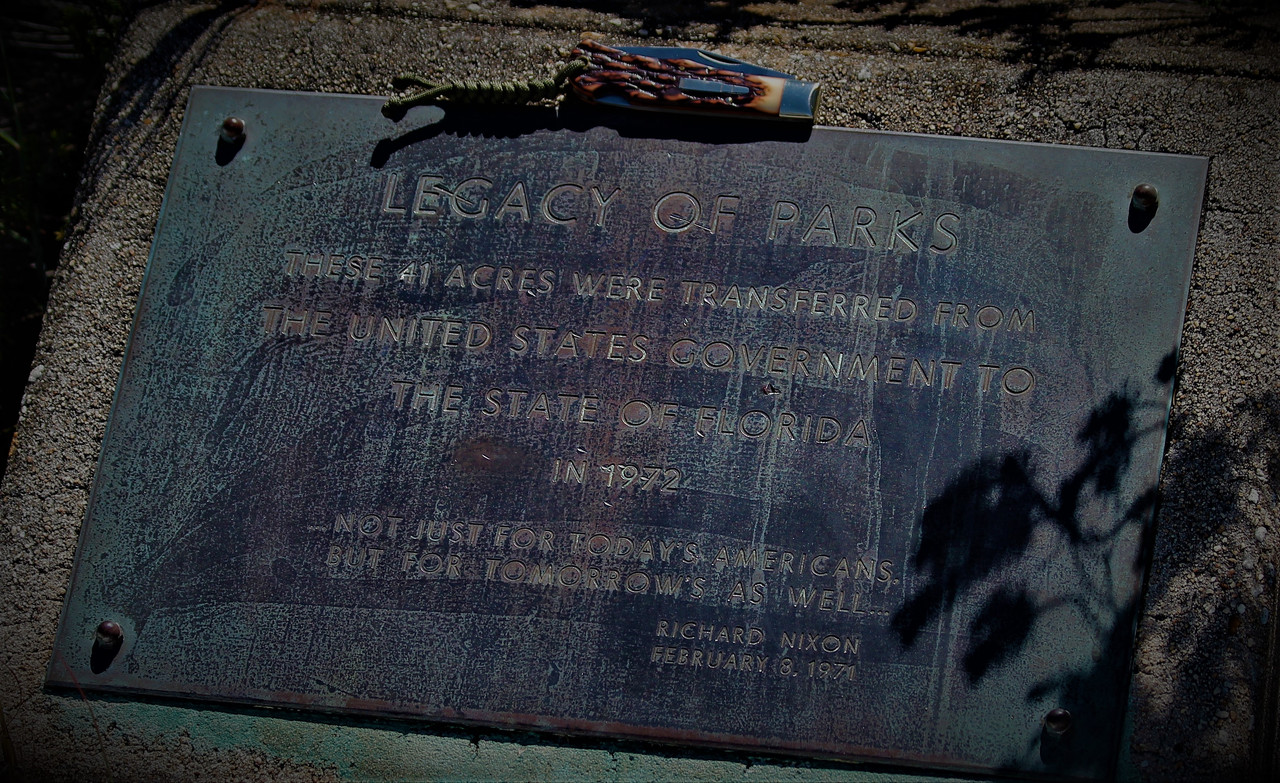 LEGACY OF PARKS
THESE 41 ACRES WERE TRANSFERRED FROM
THE UNITED STATES GOVERNMENT TO
THE STATE OF FLORIDA
IN 1972
NOT JUST FOR TODAY'S AMERICANS,
BUT FOR TOMORROW'S AS WELL...
RICHARD NIXON
FEBRUARY 8, 1971